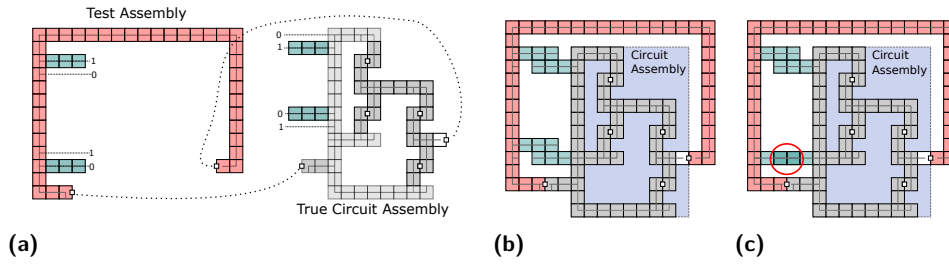 Test Assembly
0
1
1
0
0
1
1
0
True Circuit Assembly
Circuit
Assembly
Circuit
Assembly
(a)
(b)
(c)